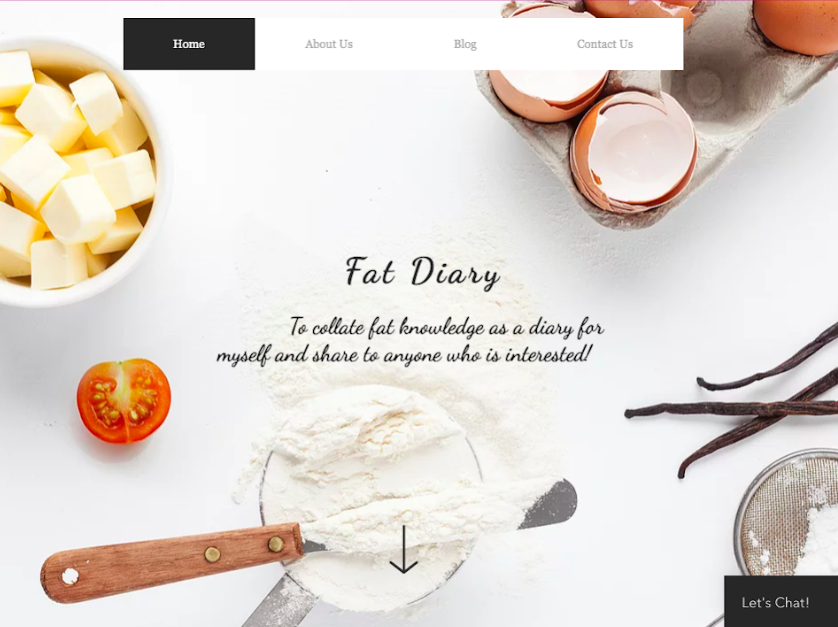 Home
About Us
Blog
Contact Us
Fat Diary
To collate fat knowledge as a diary for
myself and share to anyone who is interested!
Let's Chat!